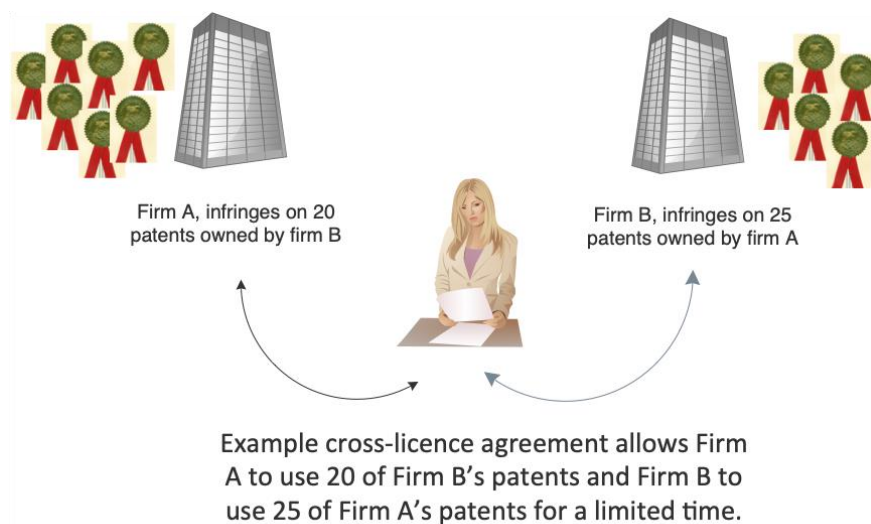 Firm A, infringes on 20
patents owned by firm B
Firm B, infringes on 25
patents owned by firm A
Example cross-licence agreement allows Firm
A to use 20 of Firm B’s patents and Firm B to
use 25 of Firm A’s patents for a limited time.